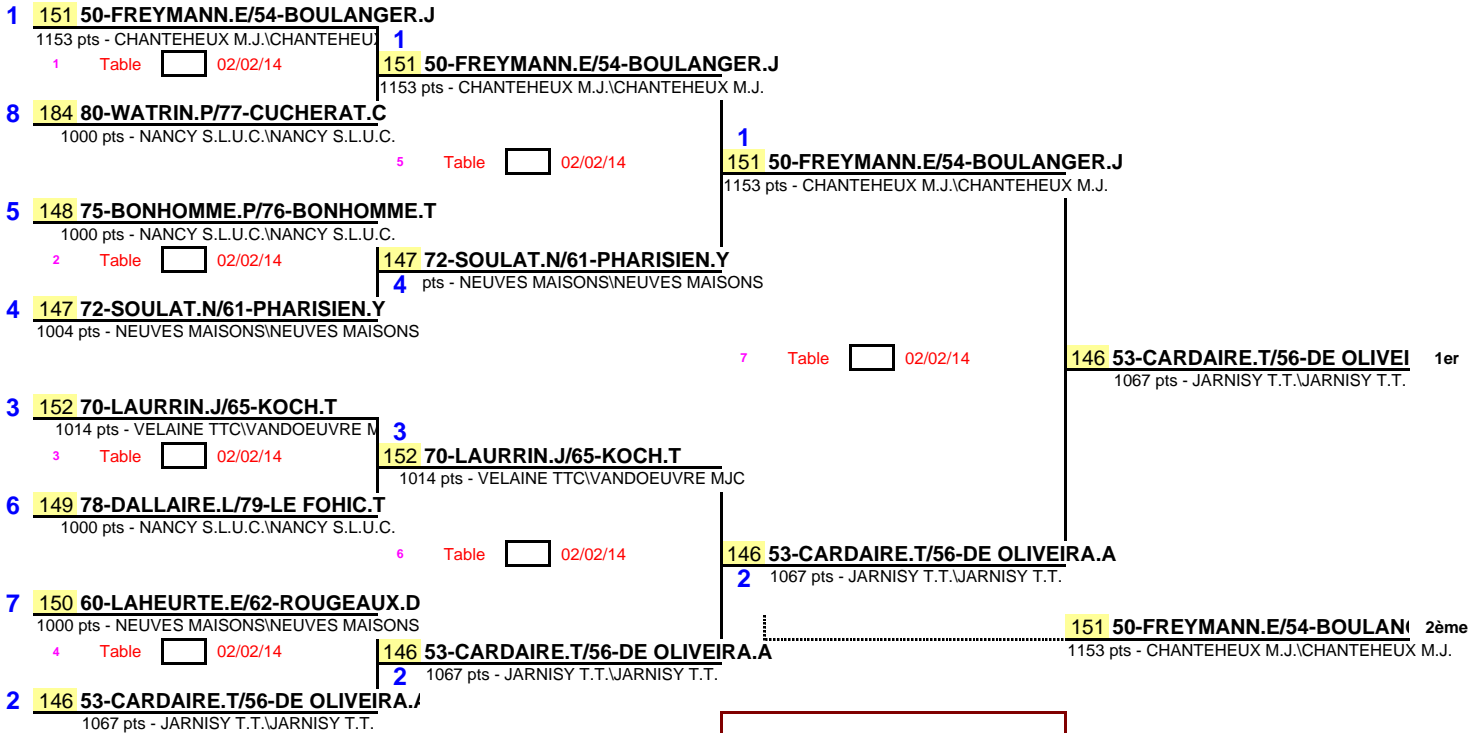 1 151 50-FREYMANN.E/54-BOULANGER.J
1153 pts - CHANTEHEUX M.J.\CHANTEHEUX
1 Table 02/02/14
1
151 50-FREYMANN.E/54-BOULANGER.J
1153 pts - CHANTEHEUX M.J.\CHANTEHEUX M.J.
8 184 80-WATRIN.P/77-CUCHERAT.C
1000 pts - NANCY S.L.U.C.\NANCY S.L.U.C.
5 Table 02/02/14
1
151 50-FREYMANN.E/54-BOULANGER.J
1153 pts - CHANTEHEUX M.J.\CHANTEHEUX M.J.
5 148 75-BONHOMME.P/76-BONHOMME.T
1000 pts - NANCY S.L.U.C.\NANCY S.L.U.C.
2 Table 02/02/14
147 72-SOULAT.N/61-PHARISIEN.Y
4 pts - NEUVES MAISONS\NEUVES MAISONS
4 147 72-SOULAT.N/61-PHARISIEN.Y
1004 pts - NEUVES MAISONS\NEUVES MAISONS
7 Table 02/02/14
146 53-CARDAIRE.T/56-DE OLIVEI 1er
1067 pts - JARNISY T.T.\JARNISY T.T.
3 152 70-LAURRIN.J/65-KOCH.T
1014 pts - VELAINE TTC\VANDOEUVRE M
3 Table 02/02/14
3
152 70-LAURRIN.J/65-KOCH.T
1014 pts - VELAINE TTC\VANDOEUVRE MJC
6 149 78-DALLAIRE.L/79-LE FOHIC.T
1000 pts - NANCY S.L.U.C.\NANCY S.L.U.C.
6 Table 02/02/14
146 53-CARDAIRE.T/56-DE OLIVEIRA.A
2 1067 pts - JARNISY T.T.\JARNISY T.T.
7 150 60-LAHEURTE.E/62-ROUGEAUX.D
1000 pts - NEUVES MAISONS\NEUVES MAISONS
4 Table 02/02/14
146 53-CARDAIRE.T/56-DE OLIVEIRA.A
2 1067 pts - JARNISY T.T.\JARNISY T.T.
151 50-FREYMANN.E/54-BOULAN 2ème
1153 pts - CHANTEHEUX M.J.\CHANTEHEUX M.J.
2 146 53-CARDAIRE.T/56-DE OLIVEIRA.A
1067 pts - JARNISY T.T.\JARNISY T.T.